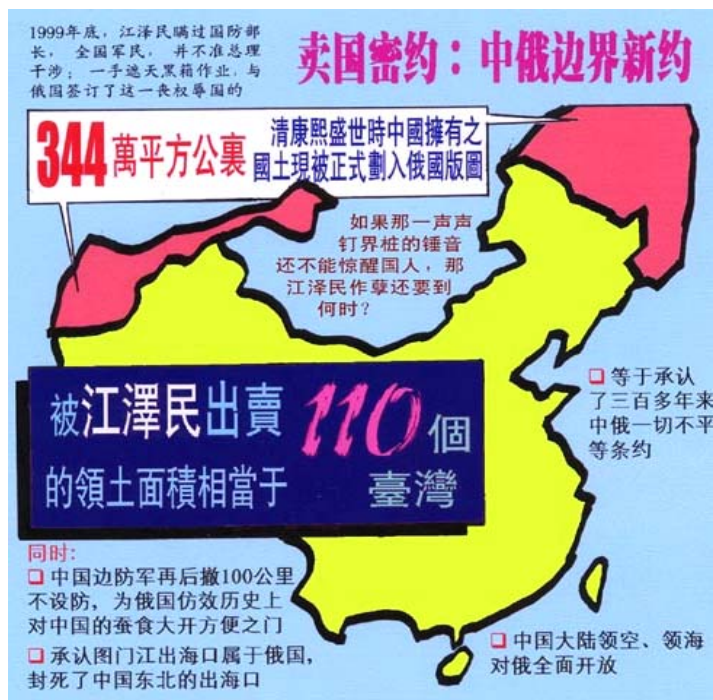 1999年底，江泽民瞒过国防部
长，全国军民，并不准总理
干涉；一手遮天黑箱作业，与
俄国签订了这一丧权辱国的
卖国密约：中俄边界新约
344萬平方公裏
清康熙盛世時中國擁有之
國土現被正式劃入俄國版圖
如果那一声声
钉界桩的锤音
还不能惊醒国人，那
江泽民作孽还要到
何时？
被江澤民出賣
的領土面積相當于
110個
臺灣
□ 等于承认
了三百多年来
中俄一切不平
等条约
同时：
□ 中国边防军再后撤100公里
不设防，为俄国仿效历史上
对中国的蚕食大开方便之门
□ 承认图门江出海口属于俄国，
封死了中国东北的出海口
□ 中国大陆领空、领海
对俄全面开放